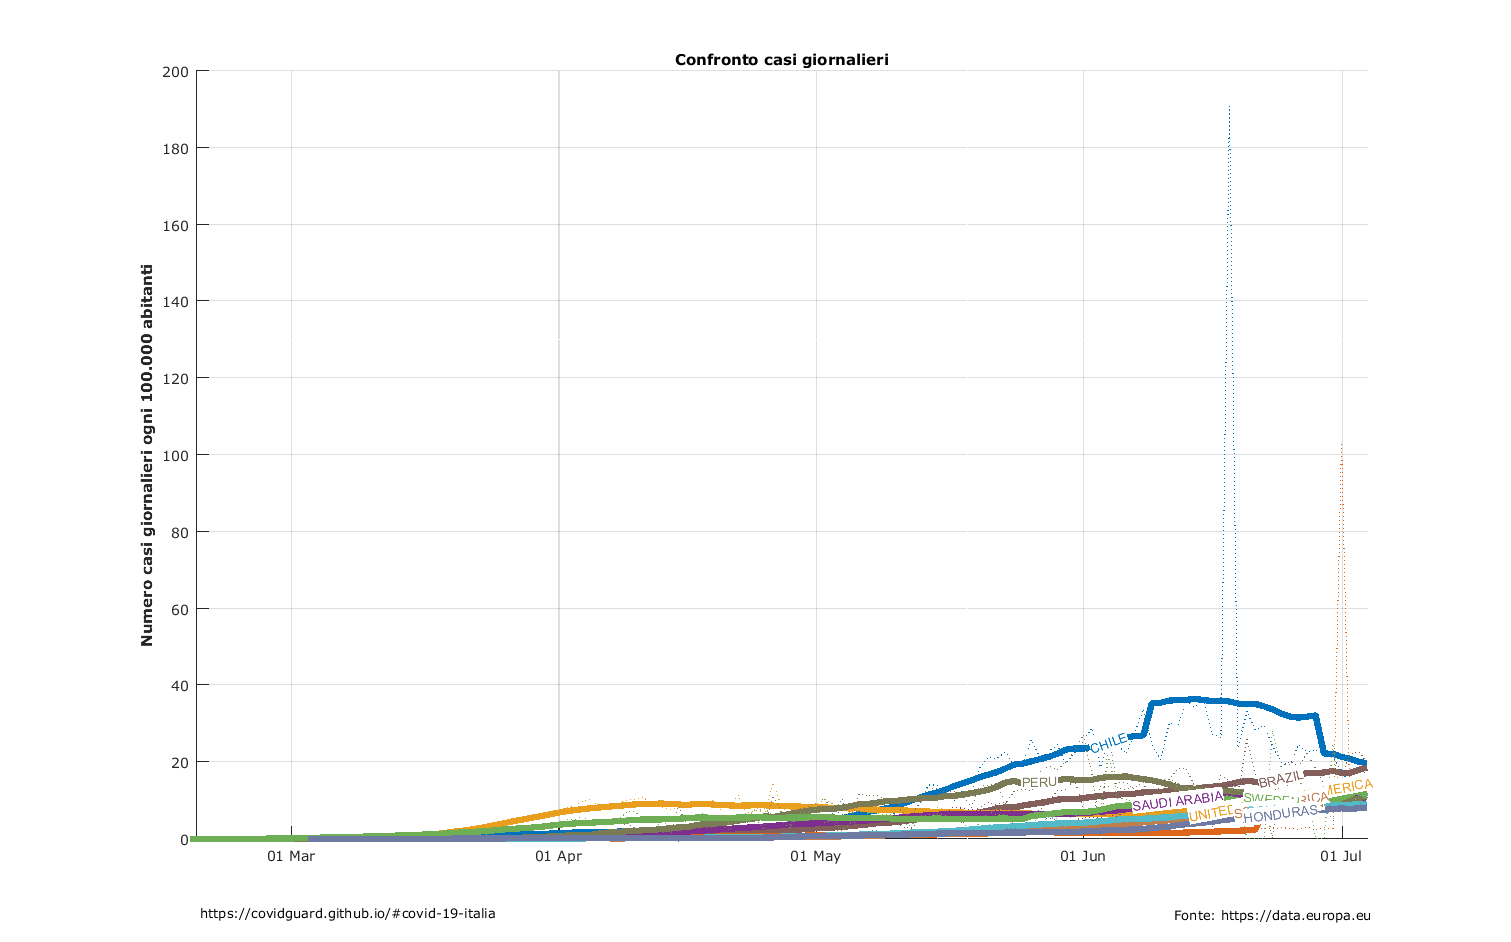 Confronto casi giornalieri
Numero casi giornalieri ogni 100.000 abitanti
200
180
160
140
120
100
80
60
40
20
0
CHILE
PERU
BRAZIL
SAUDI ARABIA
HONDURAS
01 Mar
01 Apr
01 May
01 Jun
01 Jul
https://covidguard.github.io/#covid-19-italia
Fonte: https://data.europa.eu